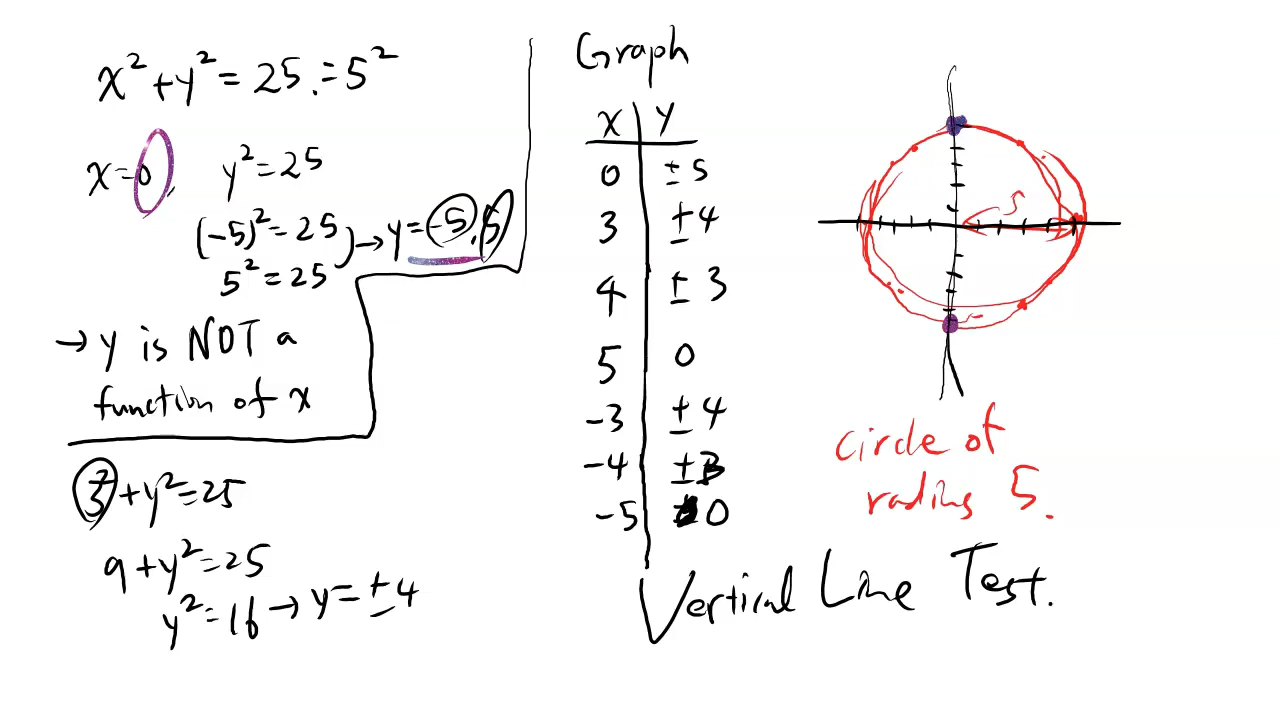 x² + y² = 25 = 5²
x = 0, y² = 25
(-5)² = 25 → y = -5, 5
5² = 25
→ y is NOT a
function of x
3² + y² = 25
9 + y² = 25
y² = 16 → y = ±4
Graph
x y
0 ±5
3 ±4
4 ±3
5 0
-3 ±4
-4 ±3
-5 0
5
circle of
radius 5.
Vertical Line Test.